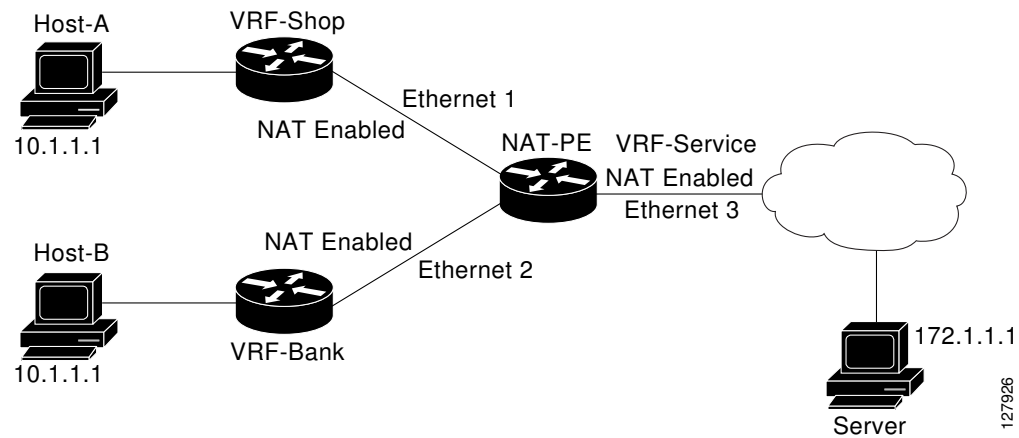 Host-A
VRF-Shop
Ethernet 1
NAT Enabled
10.1.1.1
NAT-PE
VRF-Service
NAT Enabled
Ethernet 3
NAT Enabled
Ethernet 2
Host-B
VRF-Bank
10.1.1.1
172.1.1.1
Server
127926